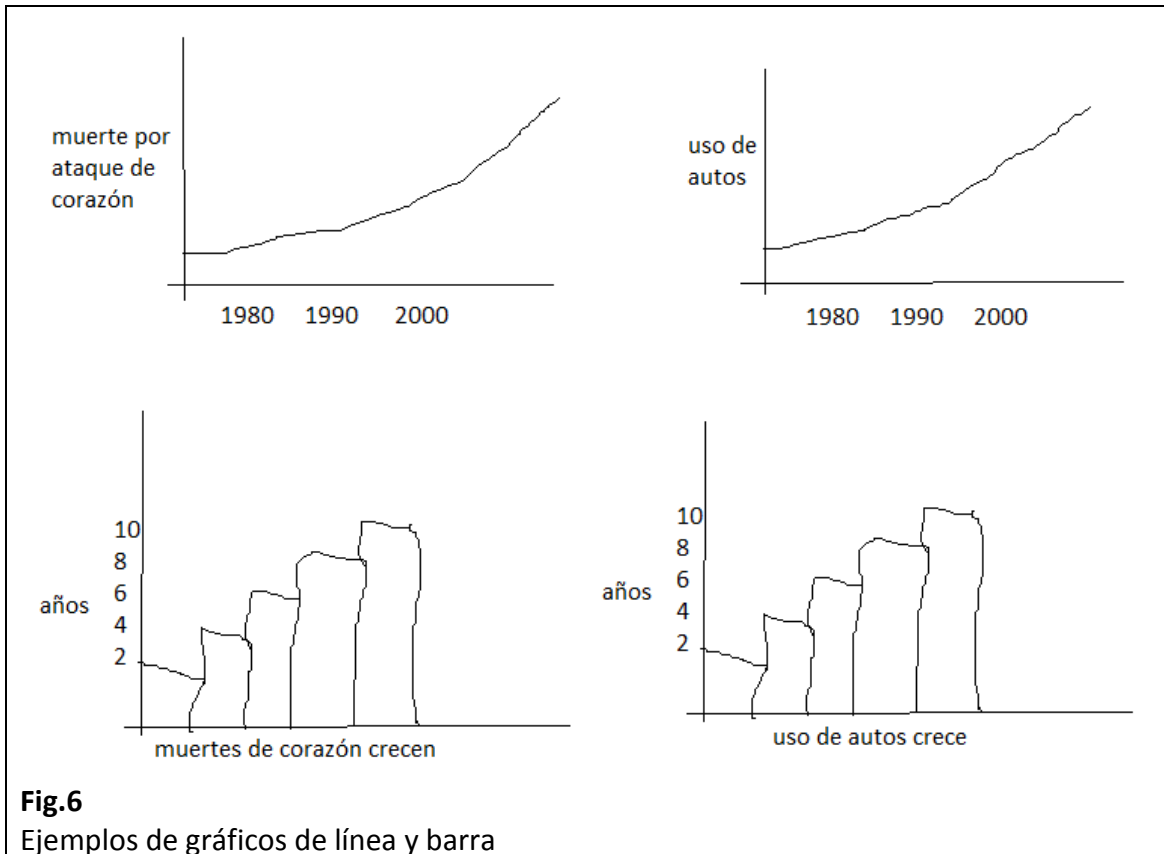 muerte por
ataque de
corazón
1980 1990 2000
uso de
autos
1980 1990 2000
10
8
6
años
4
2
muertes de corazón crecen
10
8
6
años
4
2
uso de autos crece
Fig.6
Ejemplos de gráficos de línea y barra